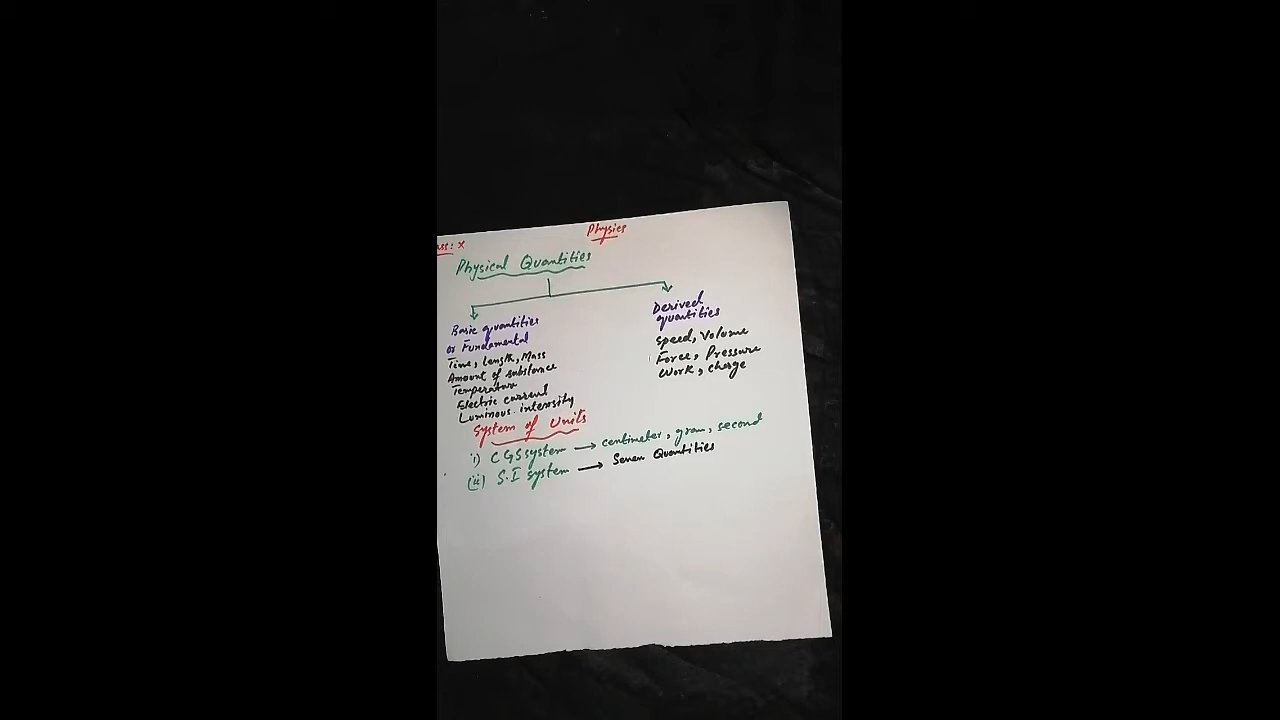 Physics
ass: X
Physical Quantities
Basic quantities
or Fundamental
Time, Length, Mass
Amount of substance
Temperature
Electric current
Luminous. intensity
Derived
quantities
Speed, Volume
Force, Pressure
Work, Charge
System of Units
i) CGS system → centimeter, gram, second
(ii) S.I system → Seven Quantities